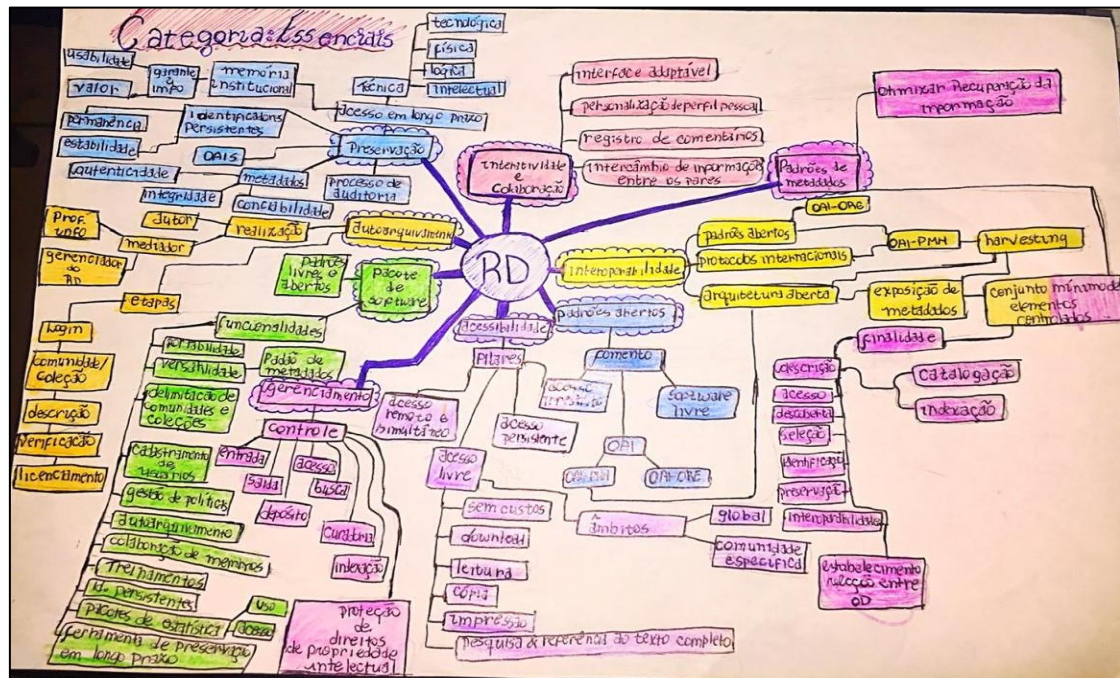 Categoria: Essenciais
usabilidade
valor
garante
memória
institucional
permanência
estabilidade
identificadores
Persistentes
OAIS
autenticidade
integridade
metadados
confiabilidade
técnica
tecnológica
física
lógica
intelectual
acesso em longo prazo
Preservação
processo de
auditoria
interface adaptável
personalização de perfil pessoal
registro de comentários
intercâmbio de informações
entre os pares
Interatividade
e
Colaboração
Otimizar Recuperação da
informação
Padrões de
metadados
RD
Prof.
autor
mediador
gerenciador
do
RD
realização
autoarquivamento
etapas
Login
comunidade/
coleção
descrição
verificação
licenciamento
Padrões
livres e
abertos
pacote
de
software
funcionalidades
portabilidade
versatilidade
Padrão de
metadados
delimitação de
comunidades e
coleções
cadastramento
de
usuários
gestão de políticas
autoarquivamento
colaboração de membros
Treinamentos
id. persistentes
pacotes de estatística
uso
acesso
ferramenta de preservação
em longo prazo
gerenciamento
controle
entrada
saída
depósito
acesso
busca
curadoria
indexação
proteção
de
direitos
de propriedade
intelectual
acessibilidade
Pilares
acesso
remoto e
simultâneo
acesso
persistente
acesso
livre
sem custos
download
leitura
cópia
impressão
pesquisa & referência do texto completo
âmbitos
global
comunidade
específica
padrões abertos
fomento
software
livre
OAI
OAI-PMH
OAI-ORE
interoperabilidade
padrões abertos
OAI-ORE
protocolos internacionais
OAI-PMH
harvesting
arquitetura aberta
exposição de
metadados
conjunto mínimo de
elementos
controlados
finalidade
catalogação
indexação
descrição
acesso
descoberta
seleção
identificação
preservação
interoperabilidade
estabelecimento
relação entre
OD